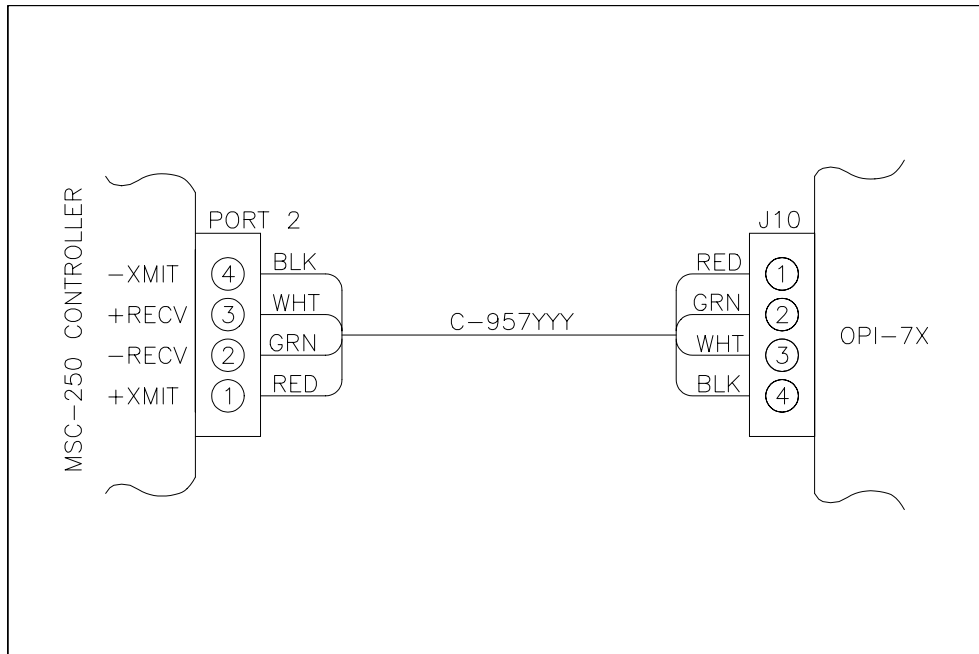 MSC-250 CONTROLLER
PORT 2
-XMIT 4 BLK
+RECV 3 WHT
-RECV 2 GRN
+XMIT 1 RED
C-957YYY
J10
RED 1
GRN 2
WHT 3
BLK 4
OPI-7X